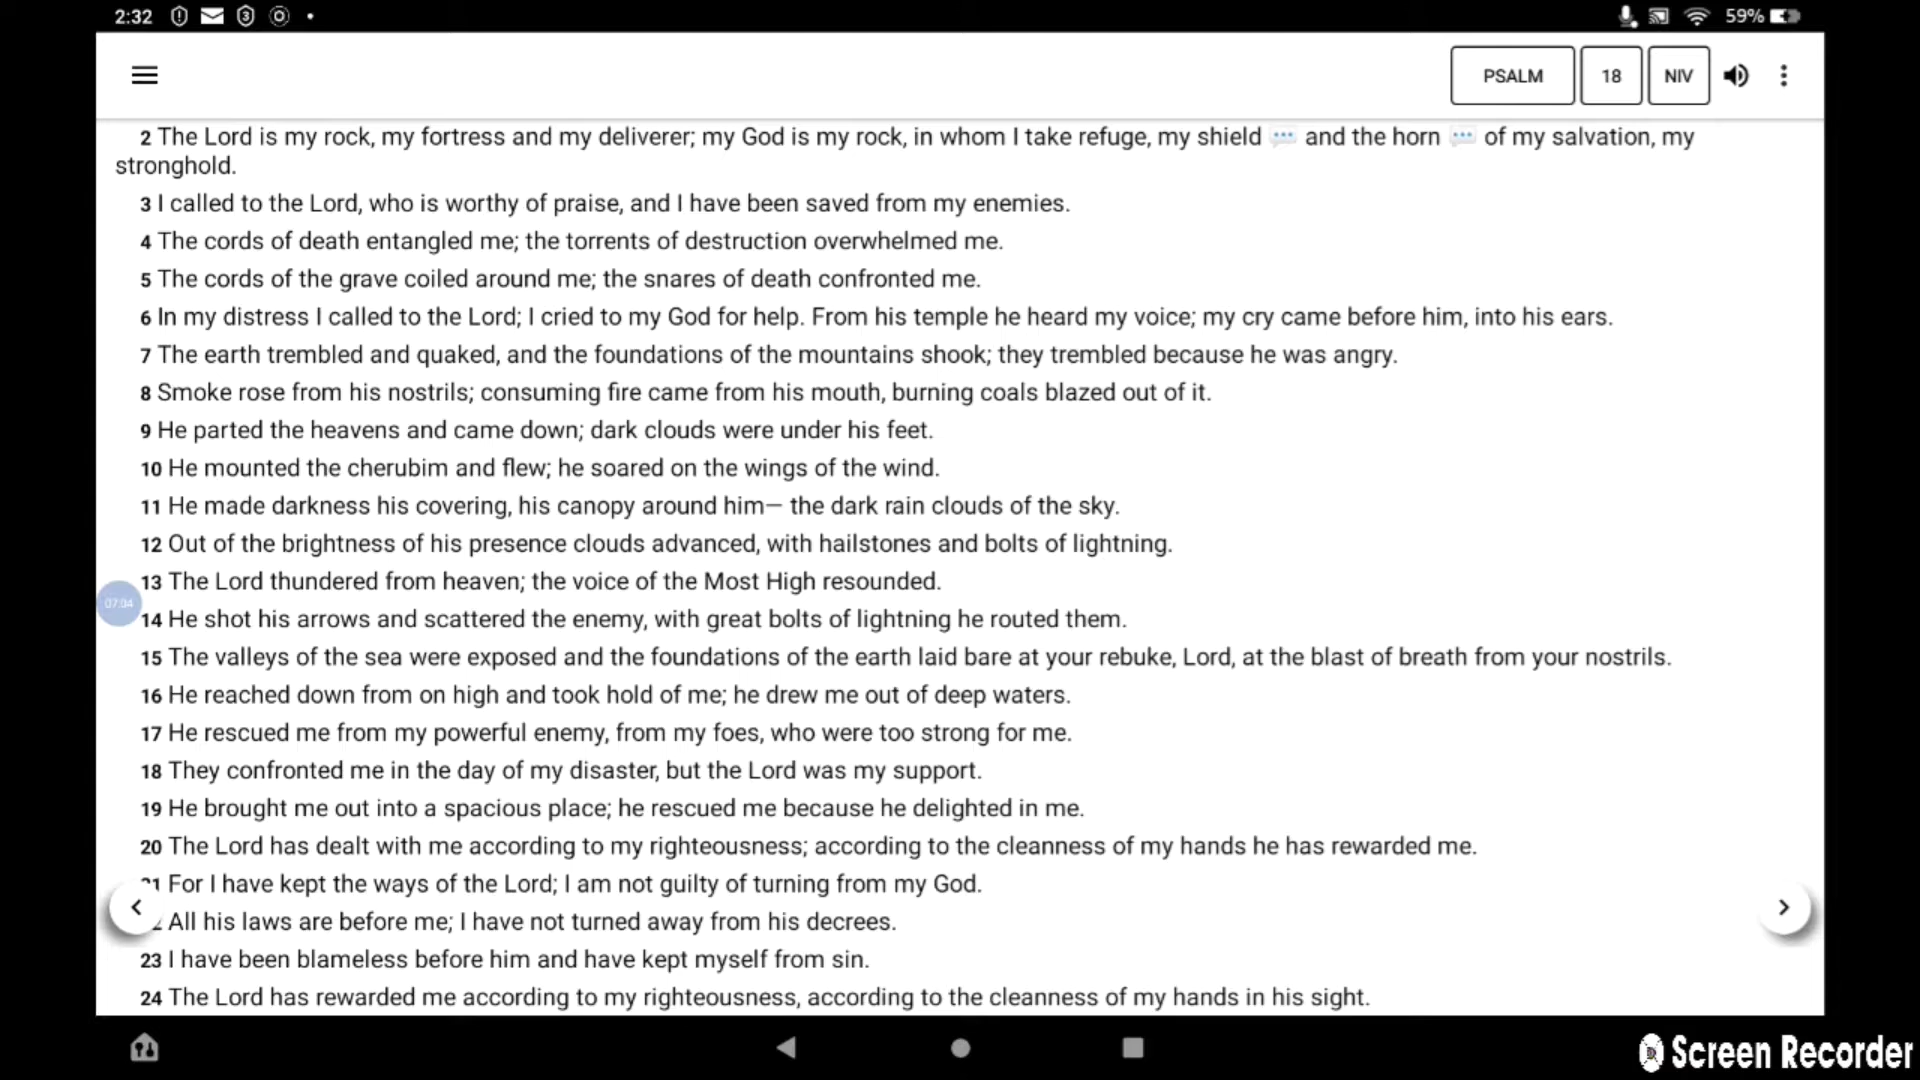 2:32
59%
PSALM 18 NIV
2 The Lord is my rock, my fortress and my deliverer; my God is my rock, in whom I take refuge, my shield and the horn of my salvation, my
stronghold.
3 I called to the Lord, who is worthy of praise, and I have been saved from my enemies.
4 The cords of death entangled me; the torrents of destruction overwhelmed me.
5 The cords of the grave coiled around me; the snares of death confronted me.
6 In my distress I called to the Lord; I cried to my God for help. From his temple he heard my voice; my cry came before him, into his ears.
7 The earth trembled and quaked, and the foundations of the mountains shook; they trembled because he was angry.
8 Smoke rose from his nostrils; consuming fire came from his mouth, burning coals blazed out of it.
9 He parted the heavens and came down; dark clouds were under his feet.
10 He mounted the cherubim and flew; he soared on the wings of the wind.
11 He made darkness his covering, his canopy around him— the dark rain clouds of the sky.
12 Out of the brightness of his presence clouds advanced, with hailstones and bolts of lightning.
13 The Lord thundered from heaven; the voice of the Most High resounded.
07:04
14 He shot his arrows and scattered the enemy, with great bolts of lightning he routed them.
15 The valleys of the sea were exposed and the foundations of the earth laid bare at your rebuke, Lord, at the blast of breath from your nostrils.
16 He reached down from on high and took hold of me; he drew me out of deep waters.
17 He rescued me from my powerful enemy, from my foes, who were too strong for me.
18 They confronted me in the day of my disaster, but the Lord was my support.
19 He brought me out into a spacious place; he rescued me because he delighted in me.
20 The Lord has dealt with me according to my righteousness; according to the cleanness of my hands he has rewarded me.
21 For I have kept the ways of the Lord; I am not guilty of turning from my God.
All his laws are before me; I have not turned away from his decrees.
23 I have been blameless before him and have kept myself from sin.
24 The Lord has rewarded me according to my righteousness, according to the cleanness of my hands in his sight.
Screen Recorder